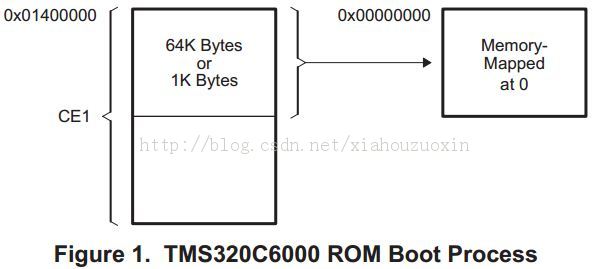 0x01400000
64K Bytes
or
1K Bytes
0x00000000
Memory-
Mapped
at 0
CE1
http://blog.csdn.net/xiahouzuoxin
Figure 1. TMS320C6000 ROM Boot Process